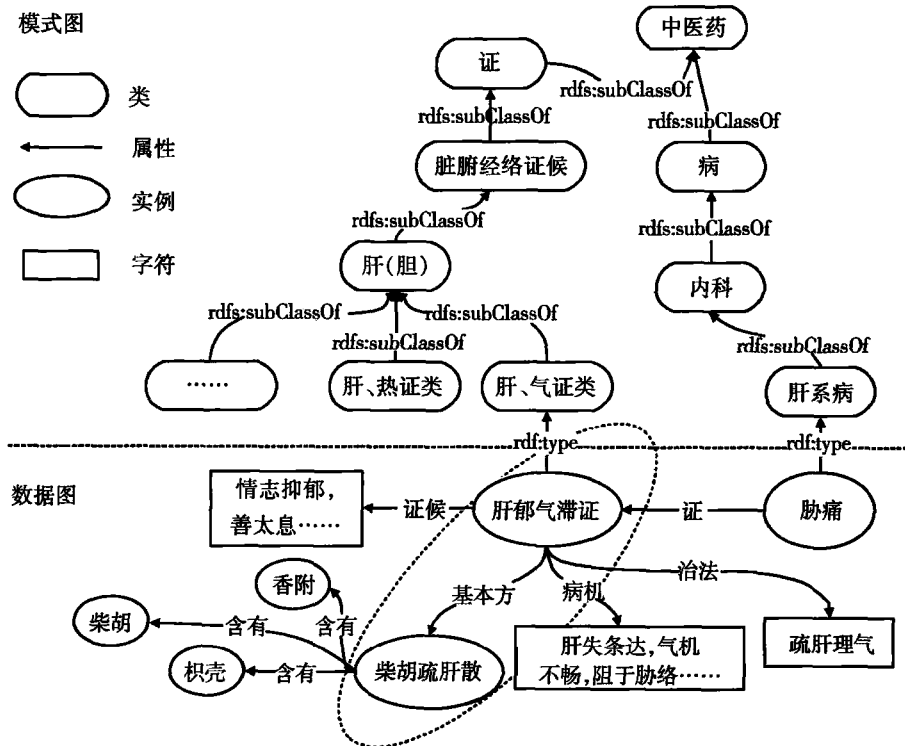 模式图
类
属性
实例
字符
中医药
证
rdfs:subClassOf
rdfs:subClassOf
rdfs:subClassOf
脏腑经络证候
病
rdfs:subClassOf
rdfs:subClassOf
肝(胆)
内科
rdfs:subClassOf
rdfs:subClassOf
rdfs:subClassOf
rdfs:subClassOf
……
肝、热证类
肝、气证类
肝系病
rdf:type
rdf:type
数据图
情志抑郁,
善太息……
证候
肝郁气滞证
证
胁痛
香附
基本方
病机
治法
柴胡
含有
含有
枳壳
含有
柴胡疏肝散
肝失条达,气机
不畅,阻于胁络……
疏肝理气